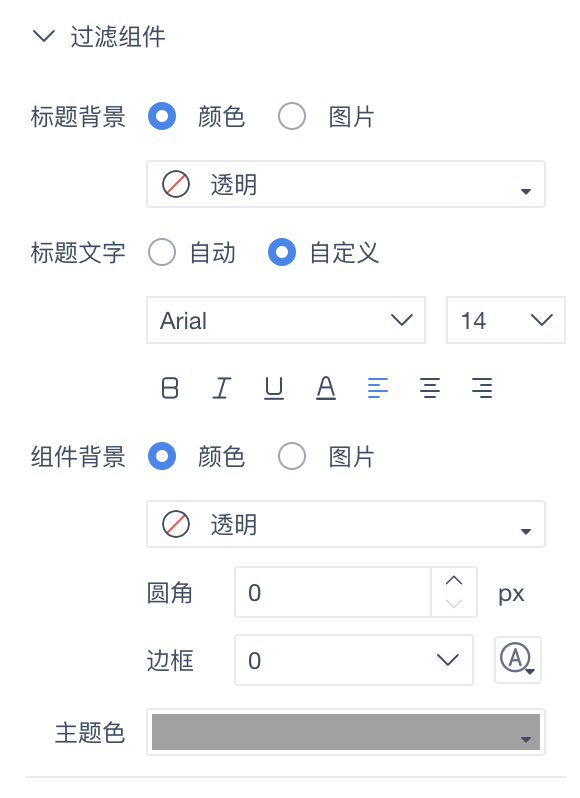 过滤组件
标题背景 颜色 图片
透明
标题文字 自动 自定义
Arial 14
B I U A
组件背景 颜色 图片
透明
圆角 0 px
边框 0 A
主题色